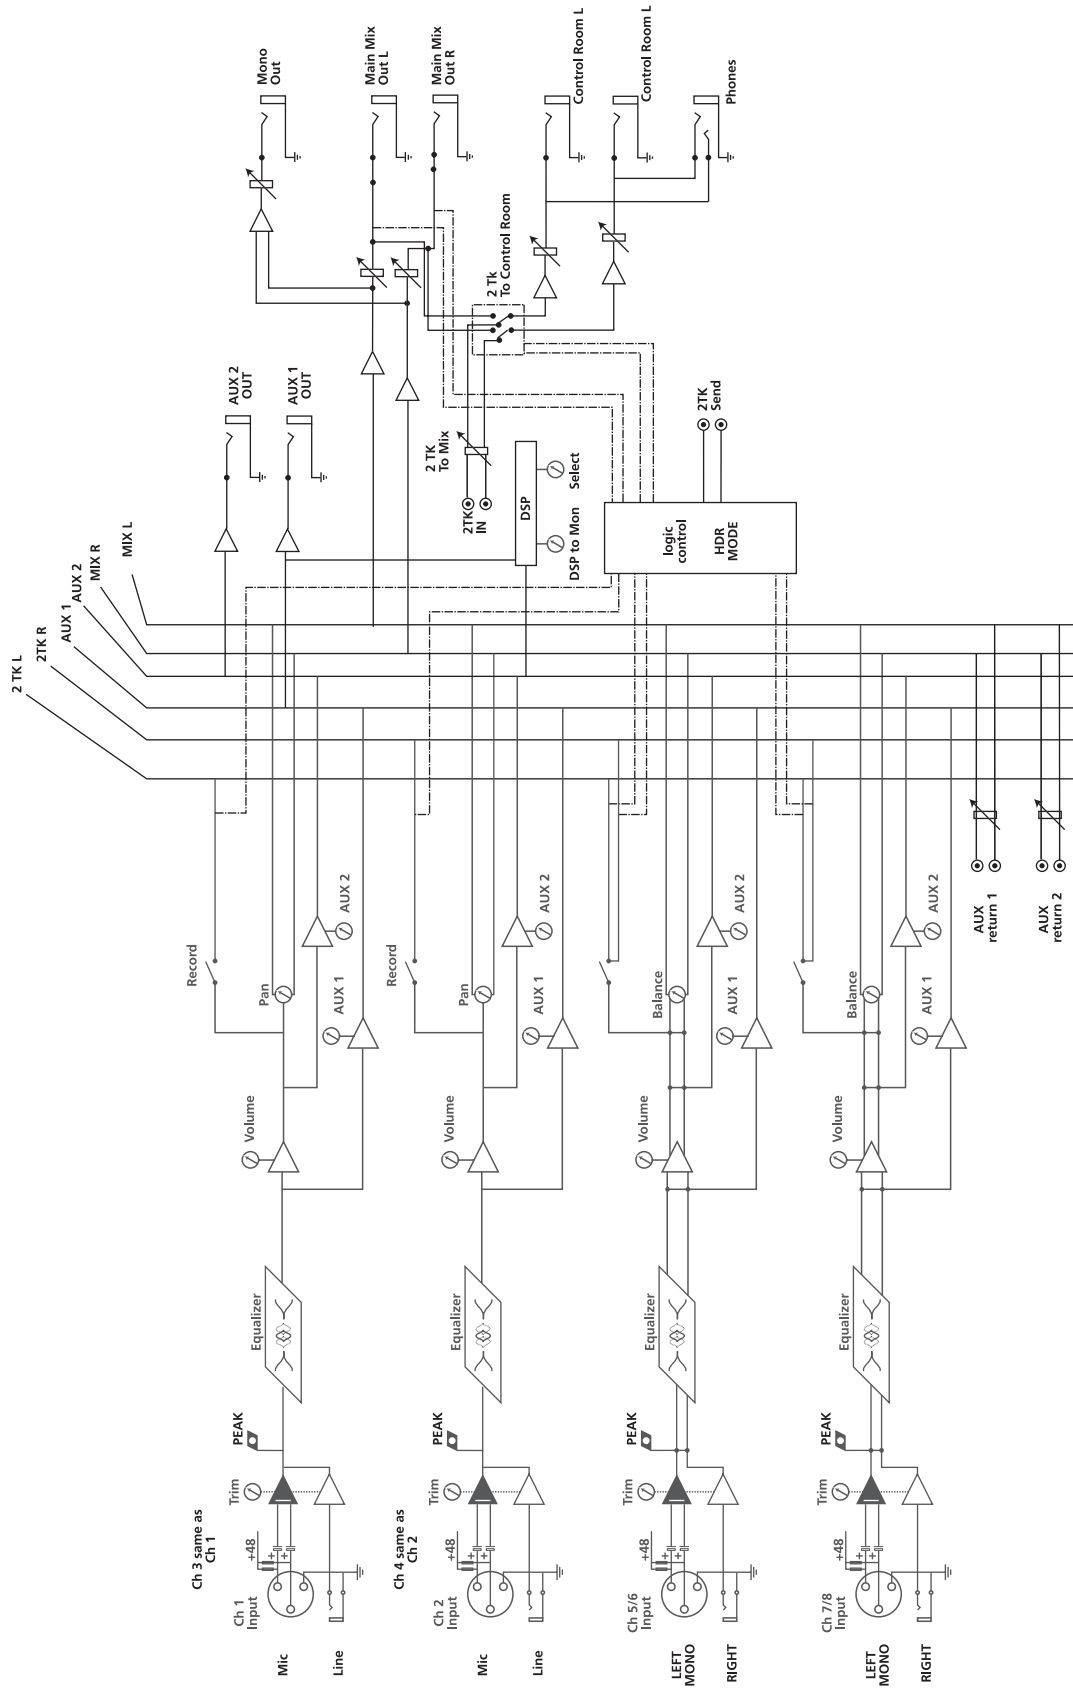 Mono
Out
Main Mix
Out L
Main Mix
Out R
Control Room L
Control Room L
Phones
2 Tk
To Control Room
AUX 2
OUT
AUX 1
OUT
2 TK
To Mix
2TK
IN
DSP
Select
DSP to Mon
2TK
Send
logic
control
HDR
MODE
MIX L
MIX R
AUX 2
AUX 1
2TK R
2 TK L
Record
Pan
AUX 2
AUX 1
Volume
Equalizer
PEAK
Trim
Ch 3 same as
Ch 1
+48
+
+
Ch 1
Input
Mic
Line
Record
Pan
AUX 2
AUX 1
Volume
Equalizer
PEAK
Trim
Ch 4 same as
Ch 2
+48
+
+
Ch 2
Input
Mic
Line
Balance
AUX 2
AUX 1
Volume
Equalizer
PEAK
Trim
+48
+
+
Ch 5/6
Input
LEFT
MONO
RIGHT
Balance
AUX 2
AUX 1
Volume
Equalizer
PEAK
Trim
+48
+
+
Ch 7/8
Input
LEFT
MONO
RIGHT
AUX
return 1
AUX
return 2